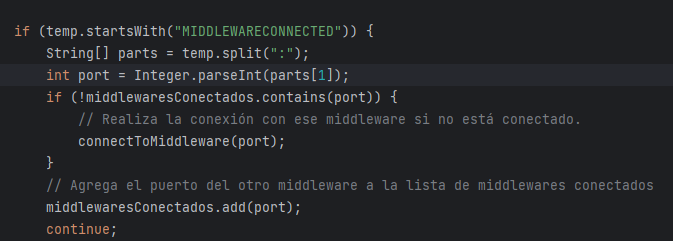 if (temp.startsWith("MIDDLEWARECONNECTED")) {
    String[] parts = temp.split(":");
    int port = Integer.parseInt(parts[1]);
    if (!middlewaresConectados.contains(port)) {
        // Realiza la conexión con ese middleware si no está conectado.
        connectToMiddleware(port);
    }
    // Agrega el puerto del otro middleware a la lista de middlewares conectados
    middlewaresConectados.add(port);
    continue;